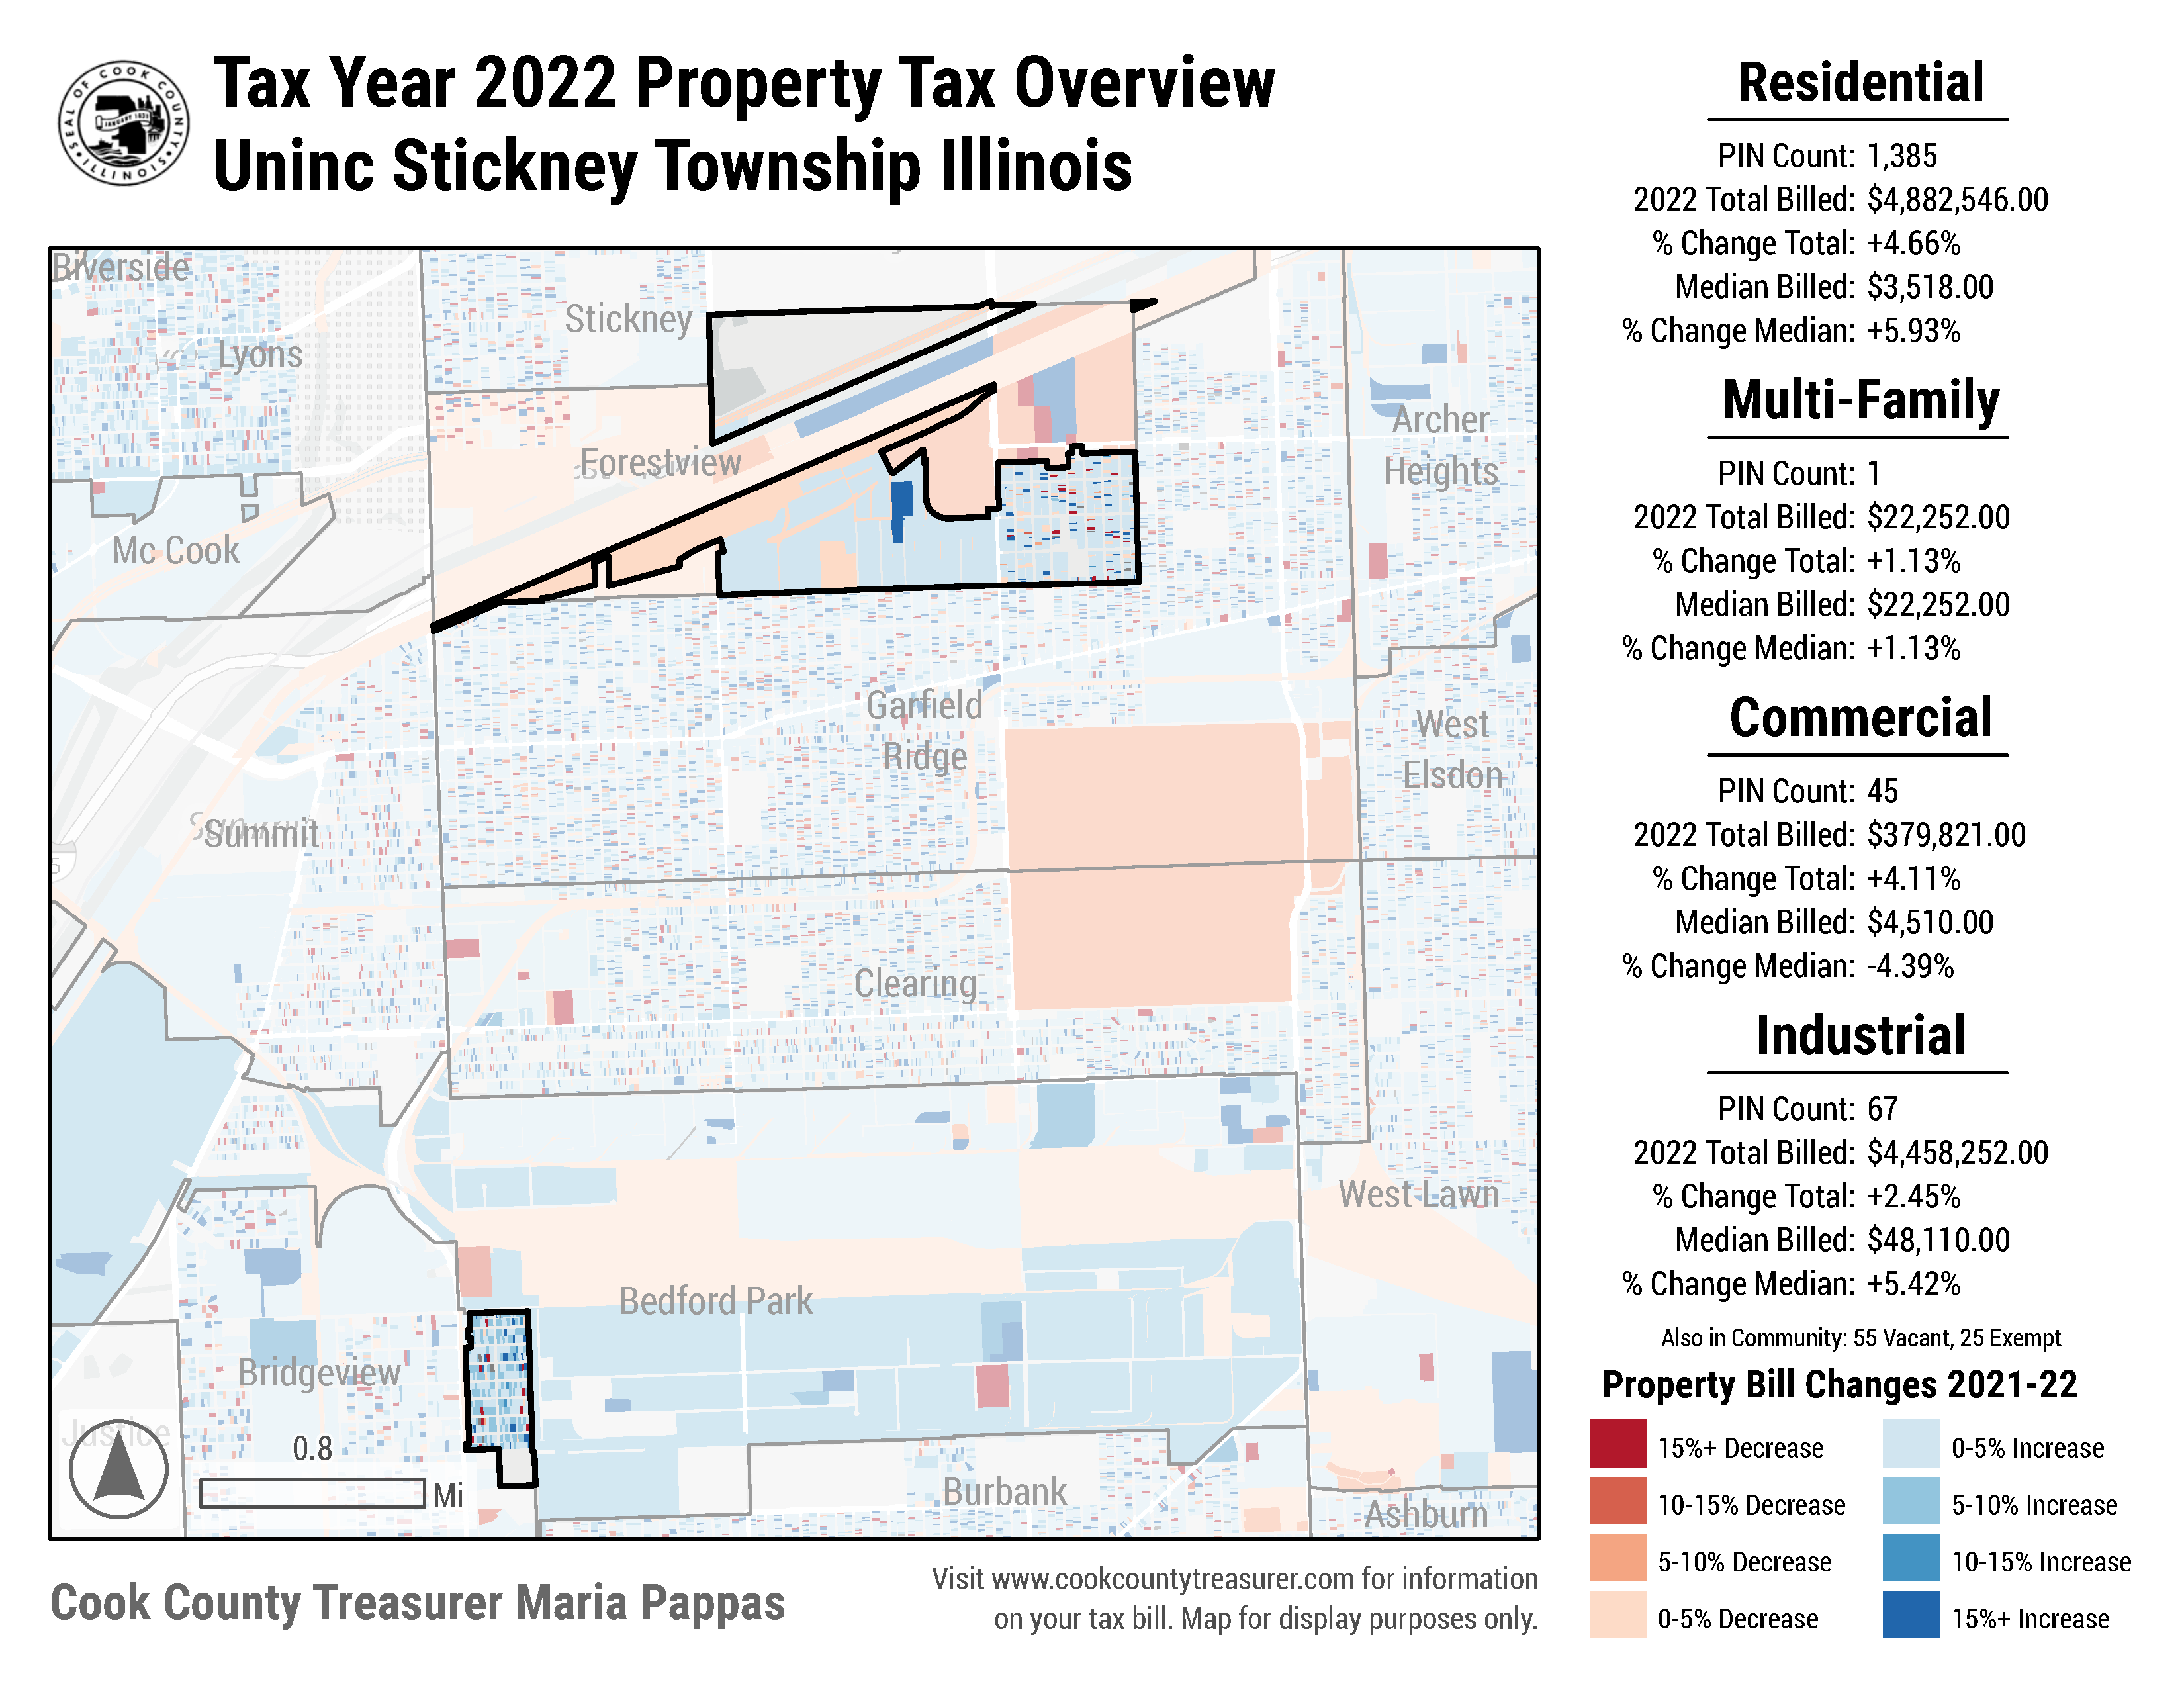 SEAL OF COOK COUNTY ILLINOIS
JANUARY 1831
Tax Year 2022 Property Tax Overview
Uninc Stickney Township Illinois
Riverside
Stickney
Lyons
Archer
Heights
Forestview
Mc Cook
Garfield
Ridge
West
Elsdon
Summit
Clearing
West Lawn
Bedford Park
Bridgeview
Justice
0.8
Mi
Burbank
Ashburn
Cook County Treasurer Maria Pappas
Visit www.cookcountytreasurer.com for information
on your tax bill. Map for display purposes only.
Residential
PIN Count: 1,385
2022 Total Billed: $4,882,546.00
% Change Total: +4.66%
Median Billed: $3,518.00
% Change Median: +5.93%
Multi-Family
PIN Count: 1
2022 Total Billed: $22,252.00
% Change Total: +1.13%
Median Billed: $22,252.00
% Change Median: +1.13%
Commercial
PIN Count: 45
2022 Total Billed: $379,821.00
% Change Total: +4.11%
Median Billed: $4,510.00
% Change Median: -4.39%
Industrial
PIN Count: 67
2022 Total Billed: $4,458,252.00
% Change Total: +2.45%
Median Billed: $48,110.00
% Change Median: +5.42%
Also in Community: 55 Vacant, 25 Exempt
Property Bill Changes 2021-22
15%+ Decrease
0-5% Increase
10-15% Decrease
5-10% Increase
5-10% Decrease
10-15% Increase
0-5% Decrease
15%+ Increase